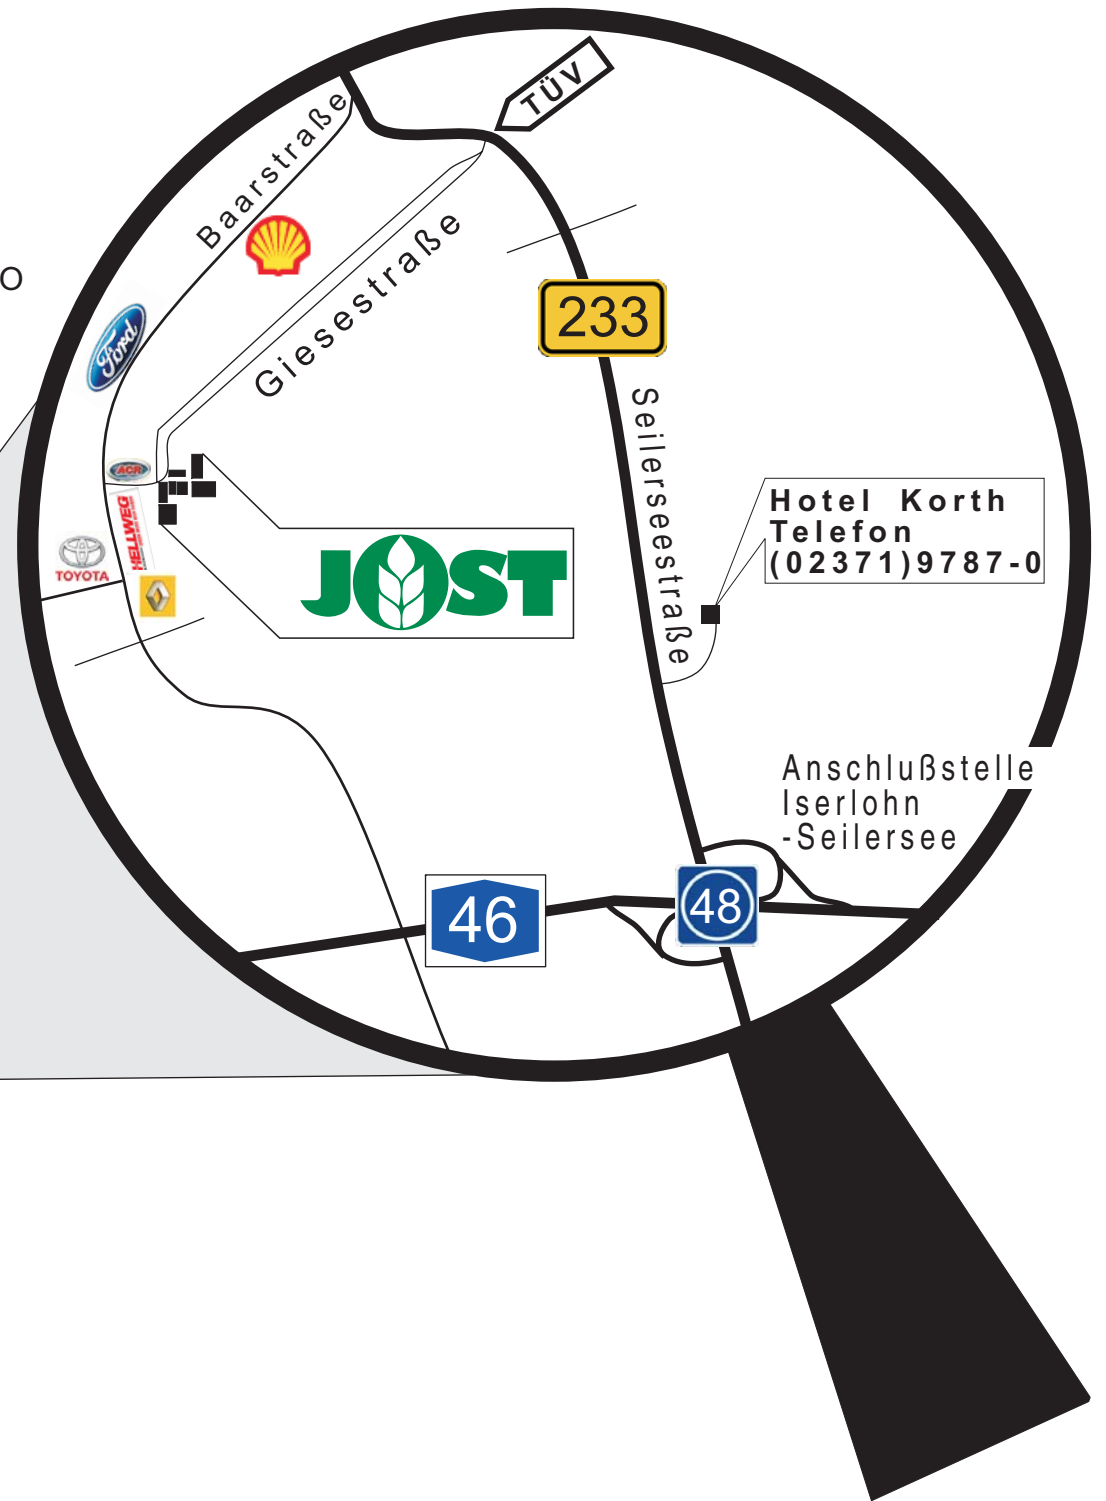 TÜV
Baarstraße
o
Giesestraße
Ford
233
Seilerseestraße
ACR
HELLWEG
Hotel Korth
Telefon
(02371)9787-0
TOYOTA
JOST
Anschlußstelle
Iserlohn
-Seilersee
46
48